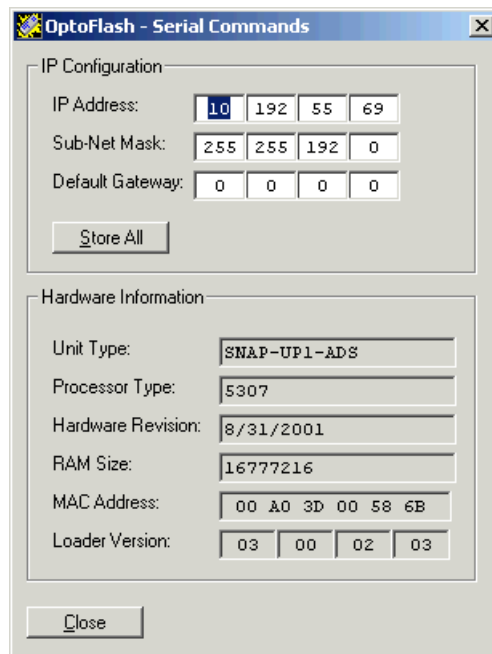 OptoFlash - Serial Commands
IP Configuration
IP Address: 10 192 55 69
Sub-Net Mask: 255 255 192 0
Default Gateway: 0 0 0 0
Store All
Hardware Information
Unit Type: SNAP-UP1-ADS
Processor Type: 5307
Hardware Revision: 8/31/2001
RAM Size: 16777216
MAC Address: 00 A0 3D 00 58 6B
Loader Version: 03 00 02 03
Close